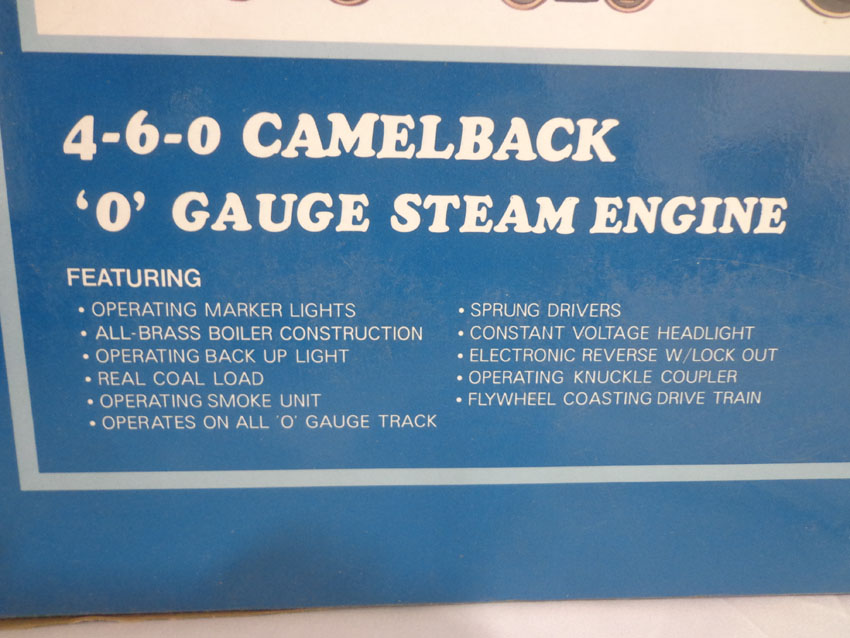 4-6-0 CAMELBACK
'O' GAUGE STEAM ENGINE
FEATURING
• OPERATING MARKER LIGHTS
• ALL-BRASS BOILER CONSTRUCTION
• OPERATING BACK UP LIGHT
• REAL COAL LOAD
• OPERATING SMOKE UNIT
• OPERATES ON ALL 'O' GAUGE TRACK
• SPRUNG DRIVERS
• CONSTANT VOLTAGE HEADLIGHT
• ELECTRONIC REVERSE W/LOCK OUT
• OPERATING KNUCKLE COUPLER
• FLYWHEEL COASTING DRIVE TRAIN